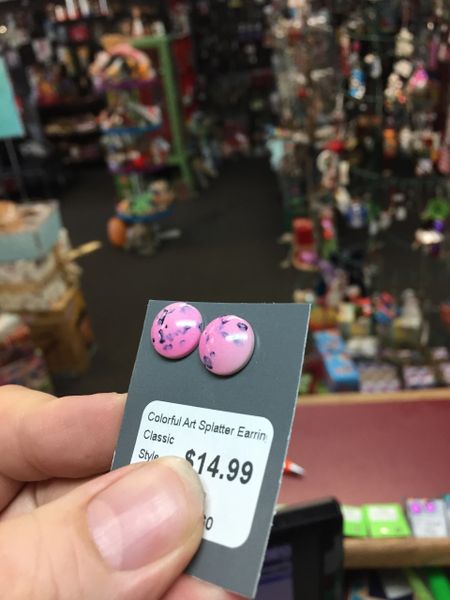 Colorful Art Splatter Earrin
Classic
Style
$14.99